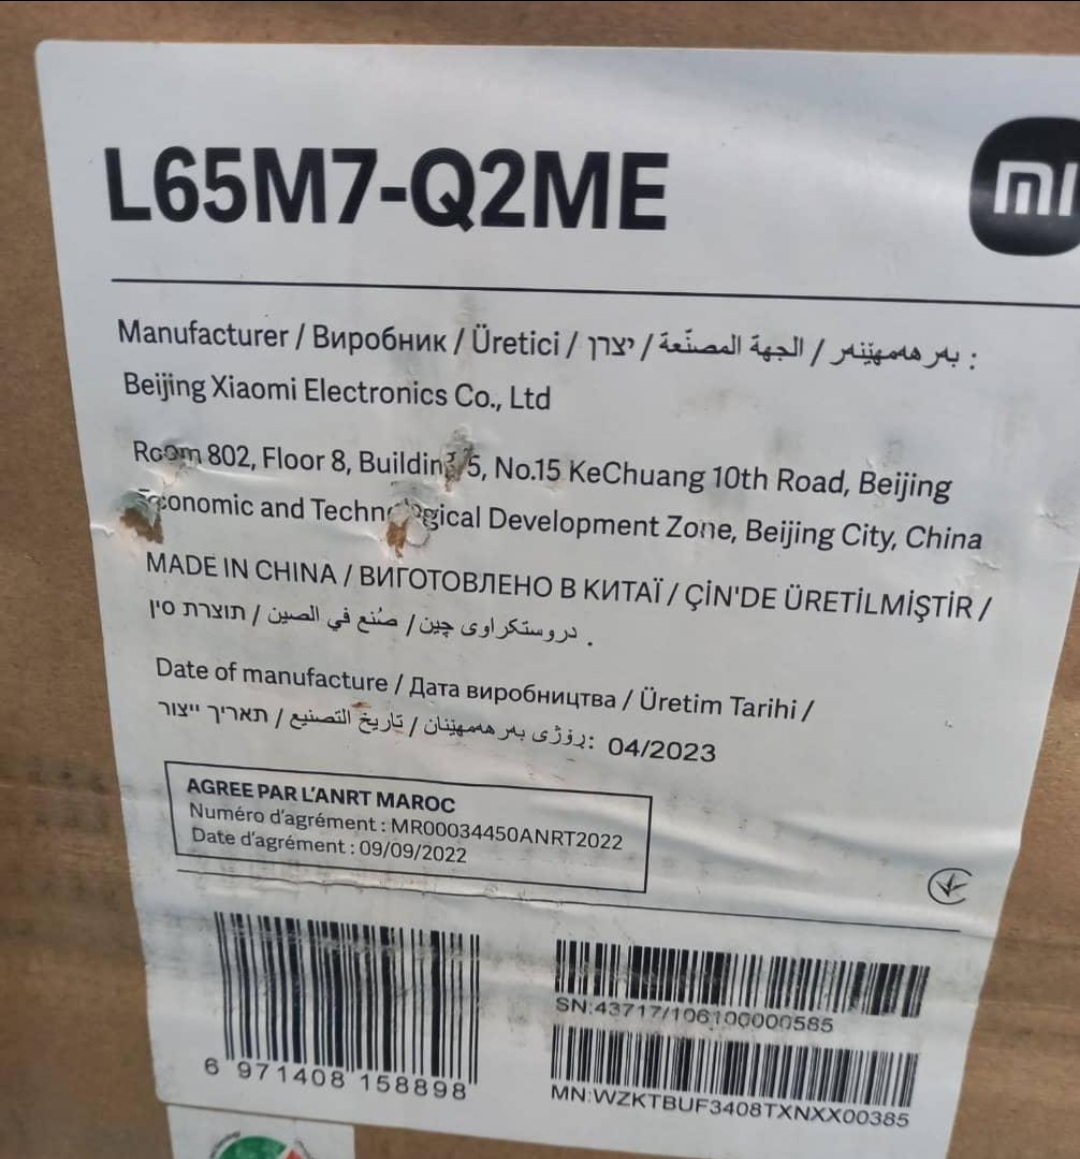 L65M7-Q2ME
mi
Manufacturer / Виробник / Üretici / יצרן / الجهة المصنّعة / بەرهەمهێنەر :
Beijing Xiaomi Electronics Co., Ltd
Room 802, Floor 8, Building 5, No.15 KeChuang 10th Road, Beijing
Economic and Technological Development Zone, Beijing City, China
MADE IN CHINA / ВИГОТОВЛЕНО В КИТАЇ / ÇİN'DE ÜRETİLMİŞTİR /
תוצרת סין / صُنع في الصين / دروستکراوی چین .
Date of manufacture / Дата виробництва / Üretim Tarihi /
תאריך ייצור / تاريخ التصنيع / ڕۆژی بەرهەمهێنان: 04/2023
AGREE PAR L'ANRT MAROC
Numéro d'agrément : MR00034450ANRT2022
Date d'agrément : 09/09/2022
SN:43717/106100000585
6 971408 158898
MN:WZKTBUF3408TXNXX00385